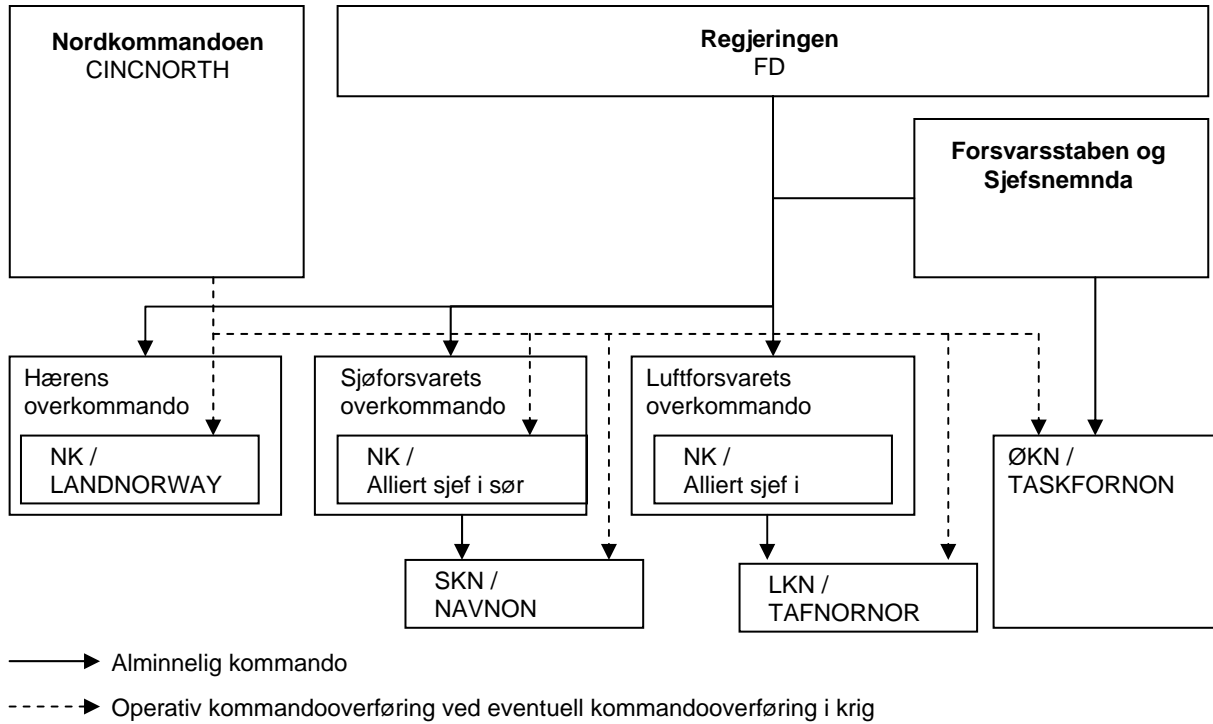 Nordkommandoen
CINCNORTH
Regjeringen
FD
Forsvarsstaben og
Sjefsnemnda
Hærens
overkommando
NK /
LANDNORWAY
Sjøforsvarets
overkommando
NK /
Alliert sjef i sør
Luftforsvarets
overkommando
NK /
Alliert sjef i
ØKN /
TASKFORNON
SKN /
NAVNON
LKN /
TAFNORNOR
Alminnelig kommando
Operativ kommandooverføring ved eventuell kommandooverføring i krig